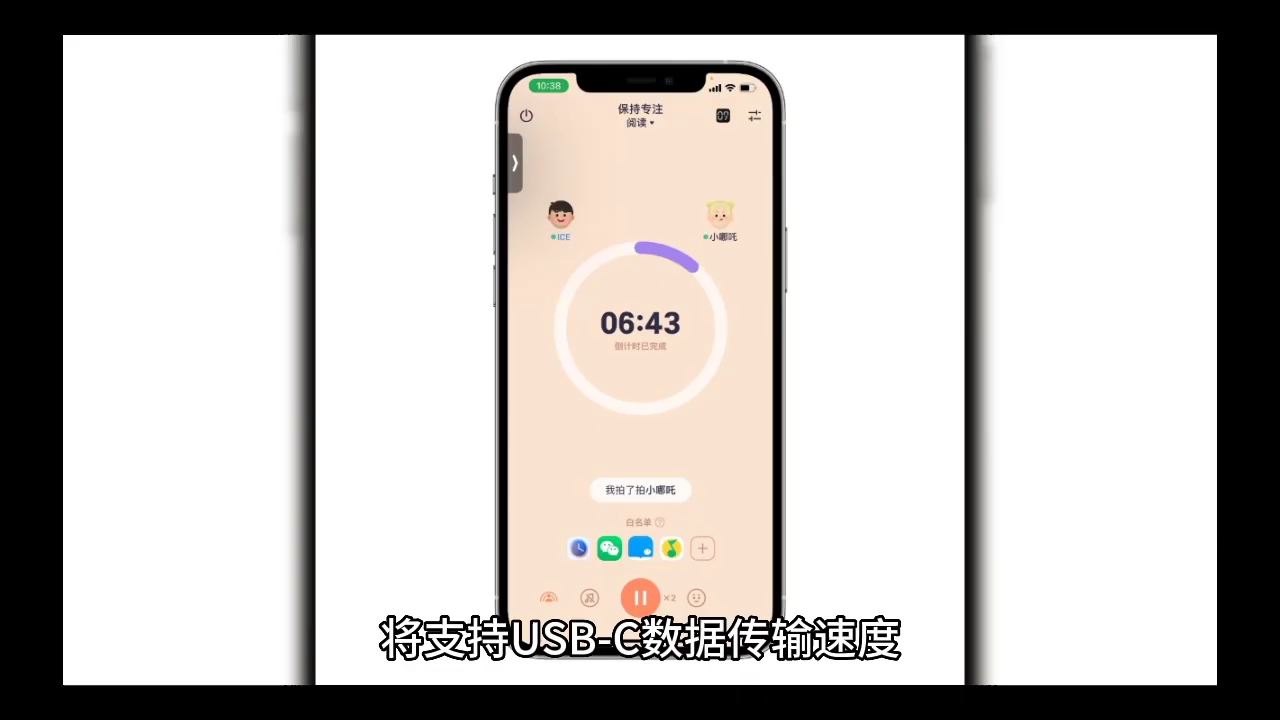 10:38
保持专注
阅读
09
ICE
小嘟吒
06:43
倒计时已完成
我拍了拍小嘟吒
白名单 ?
×2
将支持USB-C数据传输速度